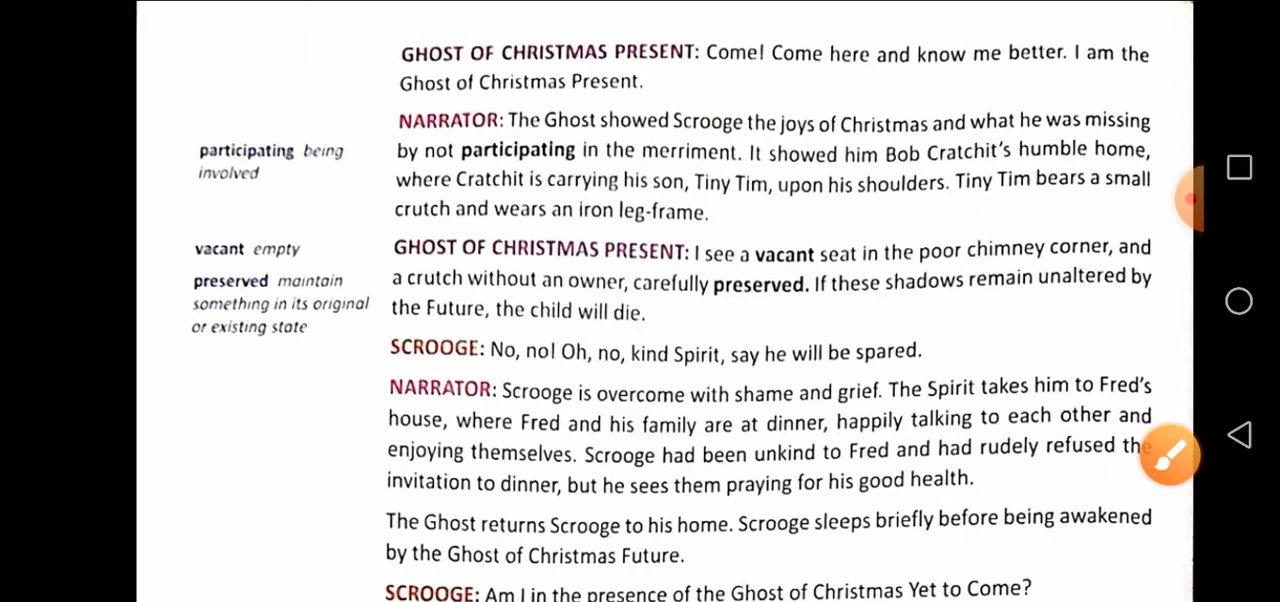 GHOST OF CHRISTMAS PRESENT: Come! Come here and know me better. I am the
Ghost of Christmas Present.
NARRATOR: The Ghost showed Scrooge the joys of Christmas and what he was missing
participating being
involved
by not participating in the merriment. It showed him Bob Cratchit's humble home,
where Cratchit is carrying his son, Tiny Tim, upon his shoulders. Tiny Tim bears a small
crutch and wears an iron leg-frame.
vacant empty
preserved maintain
something in its original
or existing state
GHOST OF CHRISTMAS PRESENT: I see a vacant seat in the poor chimney corner, and
a crutch without an owner, carefully preserved. If these shadows remain unaltered by
the Future, the child will die.
SCROOGE: No, no! Oh, no, kind Spirit, say he will be spared.
NARRATOR: Scrooge is overcome with shame and grief. The Spirit takes him to Fred's
house, where Fred and his family are at dinner, happily talking to each other and
enjoying themselves. Scrooge had been unkind to Fred and had rudely refused the
invitation to dinner, but he sees them praying for his good health.
The Ghost returns Scrooge to his home. Scrooge sleeps briefly before being awakened
by the Ghost of Christmas Future.
SCROOGE: Am I in the presence of the Ghost of Christmas Yet to Come?